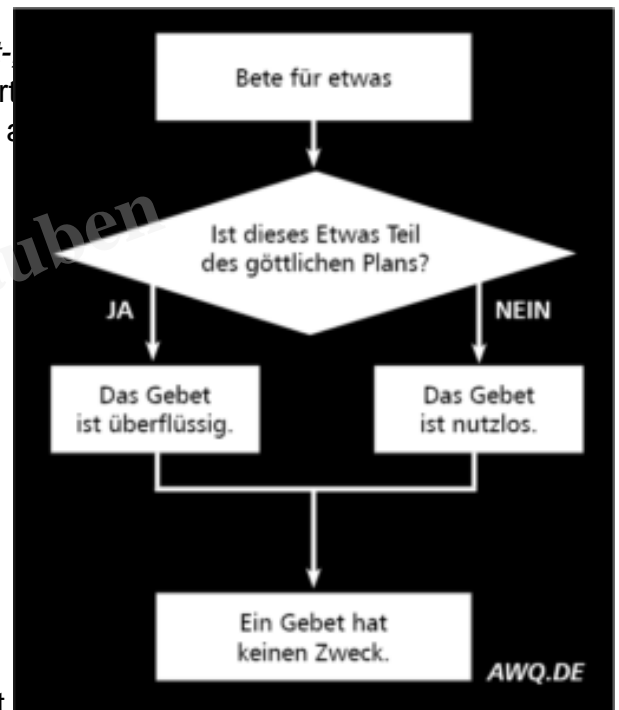 Bete für etwas
Ist dieses Etwas Teil
des göttlichen Plans?
JA
NEIN
Das Gebet
ist überflüssig.
Das Gebet
ist nutzlos.
Ein Gebet hat
keinen Zweck.
AWQ.DE